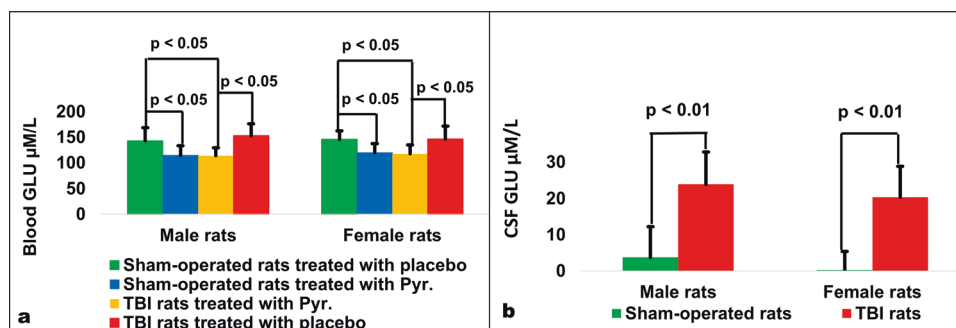 p < 0.05
p < 0.05
p < 0.05
p < 0.05
p < 0.05
p < 0.05
Blood GLU µM/L
200
150
100
50
0
Male rats
Female rats
Sham-operated rats treated with placebo
Sham-operated rats treated with Pyr.
TBI rats treated with Pyr.
TBI rats treated with placebo
a
p < 0.01
p < 0.01
CSF GLU µM/L
30
20
10
0
Male rats
Female rats
Sham-operated rats
TBI rats
b